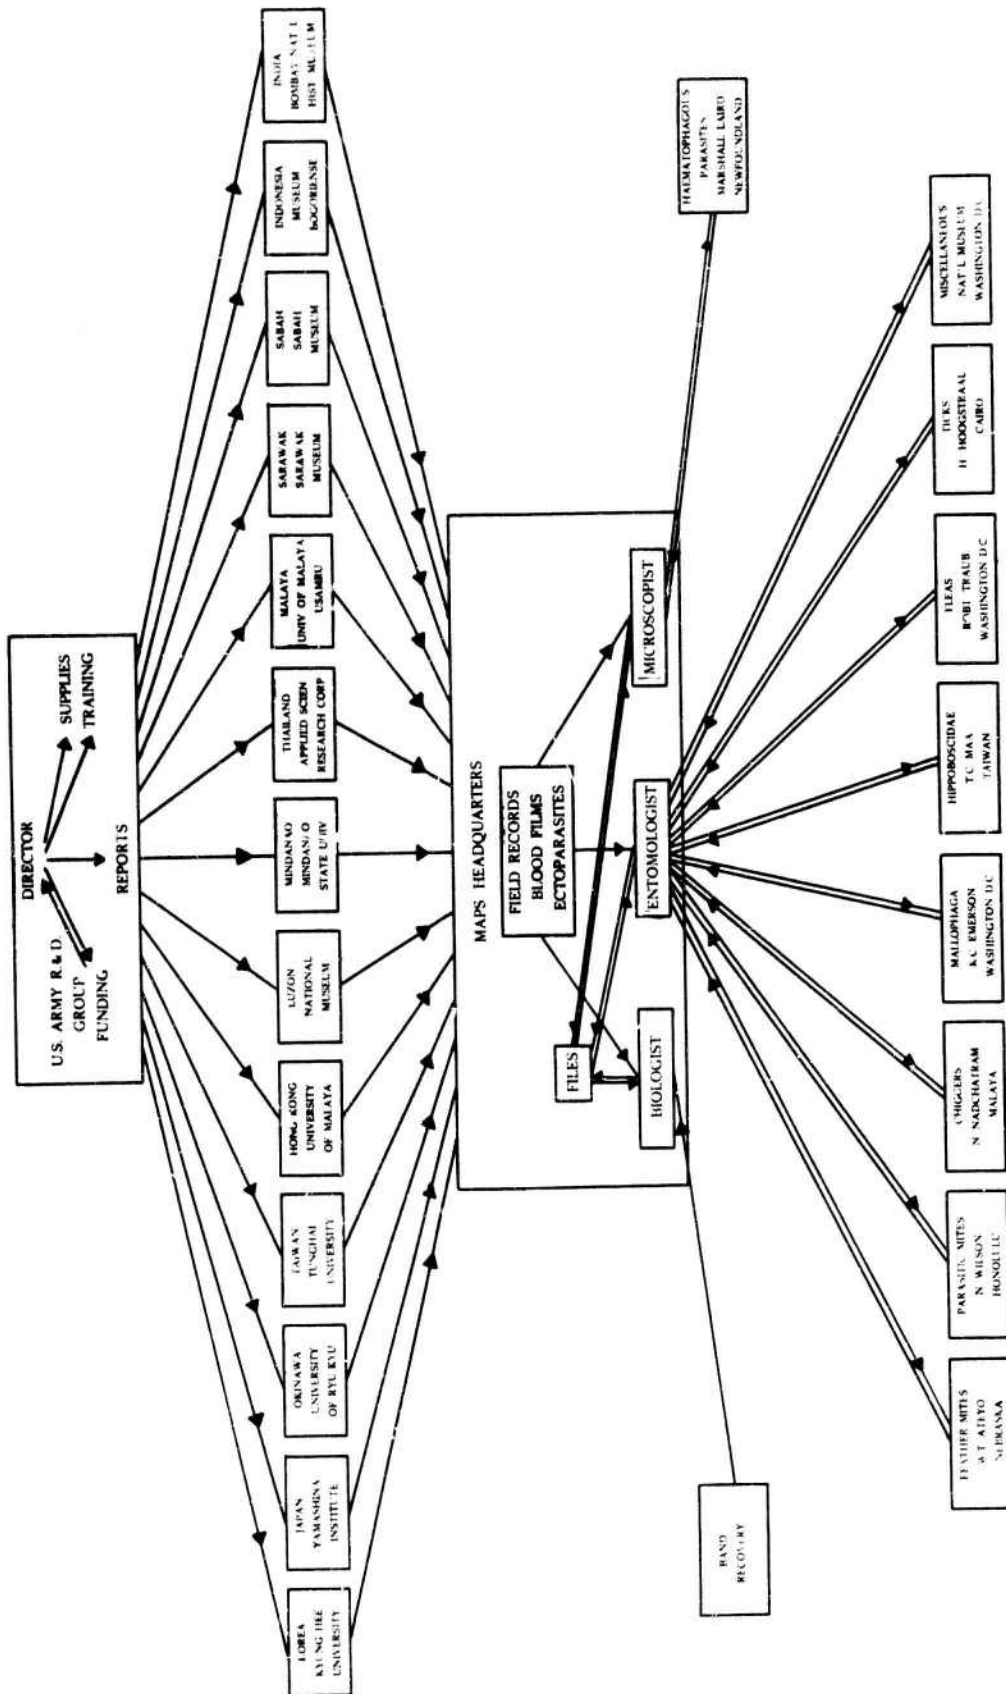 DIRECTOR
U.S. ARMY R.&D.
GROUP
FUNDING
SUPPLIES
TRAINING
REPORTS
KYUNG HEE
UNIVERSITY
JAPAN
YAMASHINA
INSTITUTE
OKINAWA
UNIVERSITY
OF RYU KYU
TAIWAN
TUNGHAI
UNIVERSITY
HONG KONG
UNIVERSITY
OF MALAYA
LUZON
NATIONAL
MUSEUM
MINDANAO
MINDANAO
STATE
THAILAND
APPLIED SCIEN
RESEARCH CORP
MALAYA
UNIV OF MALAYA
USAMRU
SARAWAK
SARAWAK
MUSEUM
SABAH
SABAH
MUSEUM
INDONESIA
MUSEUM
BOGORIENSE
INDIA
BOMBAY NAT L
HIST MUSEUM
MAPS HEADQUARTERS
FIELD RECORDS
BLOOD FILMS
ECTOPARASITES
FILES
BIOLOGIST
ENTOMOLOGIST
MICROSCOPIST
BAND
RECOVERY
HAEMATOPHAGOUS
PARASITES
MARSHALL LAIRD
NEWFOUNDLAND
FEATHER MITES
W T ATYEO
NEBRASKA
PARASITIC MITES
N WILSON
HONOLULU
CHIGGERS
N NADCHATRAM
MALAYA
MALLOPHAGA
K C EMERSON
WASHINGTON D C
HIPPOBOSCIDAE
T C MAA
TAIWAN
FLEAS
TRAUB
WASHINGTON D C
TICKS
H HOOGSTRAAL
CAIRO
MISCELLANEOUS
NAT'L MUSEUM
WASHINGTON D C